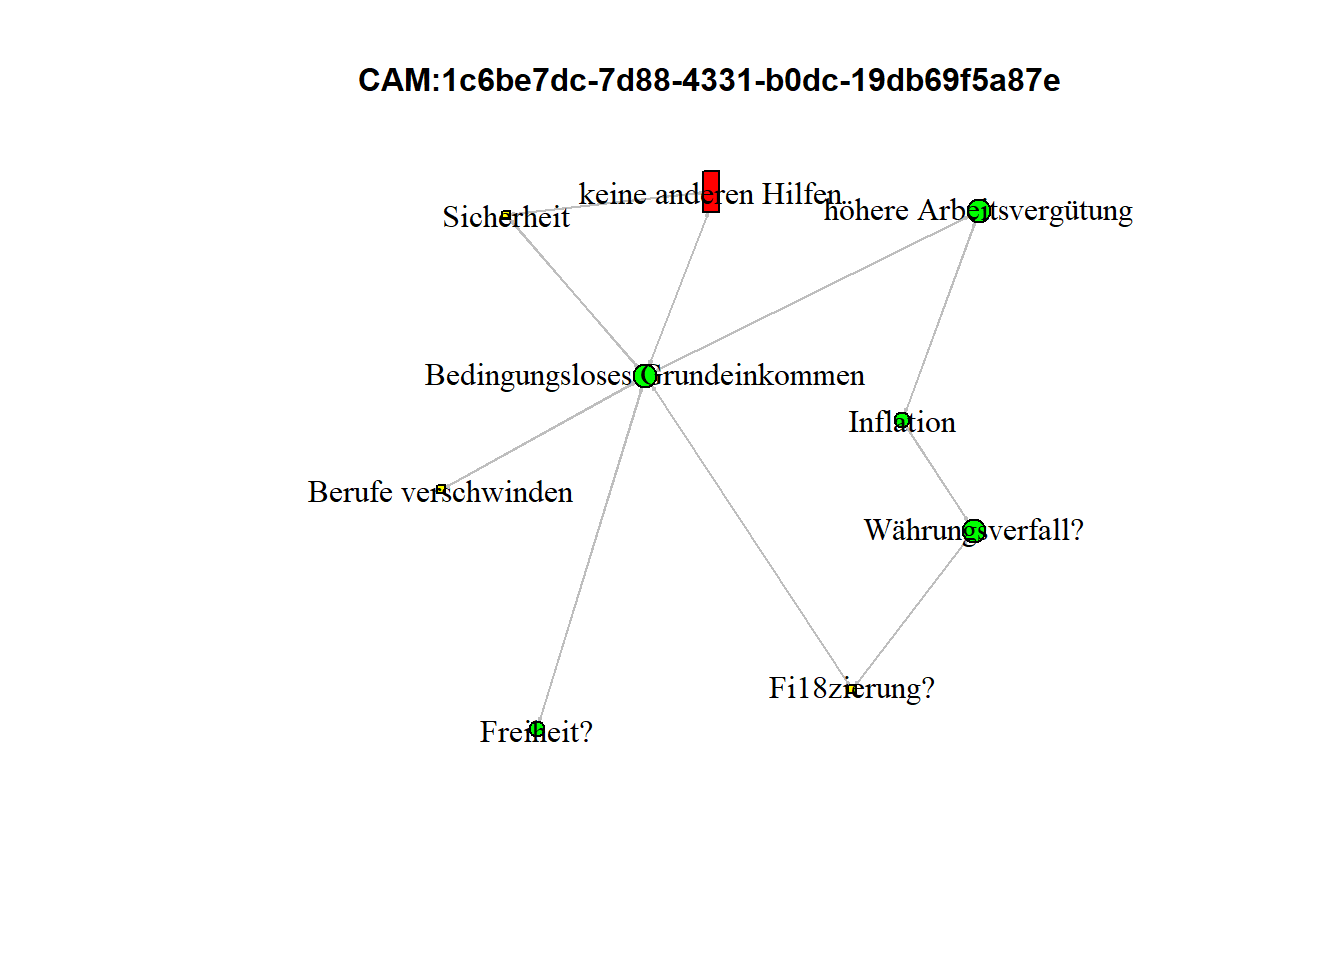 CAM:1c6be7dc-7d88-4331-b0dc-19db69f5a87e
keine anderen Hilfen
Sicherheit
höhere Arbeitsvergütung
Bedingungsloses Grundeinkommen
Inflation
Berufe verschwinden
Währungsverfall?
Fi18zierung?
Freiheit?